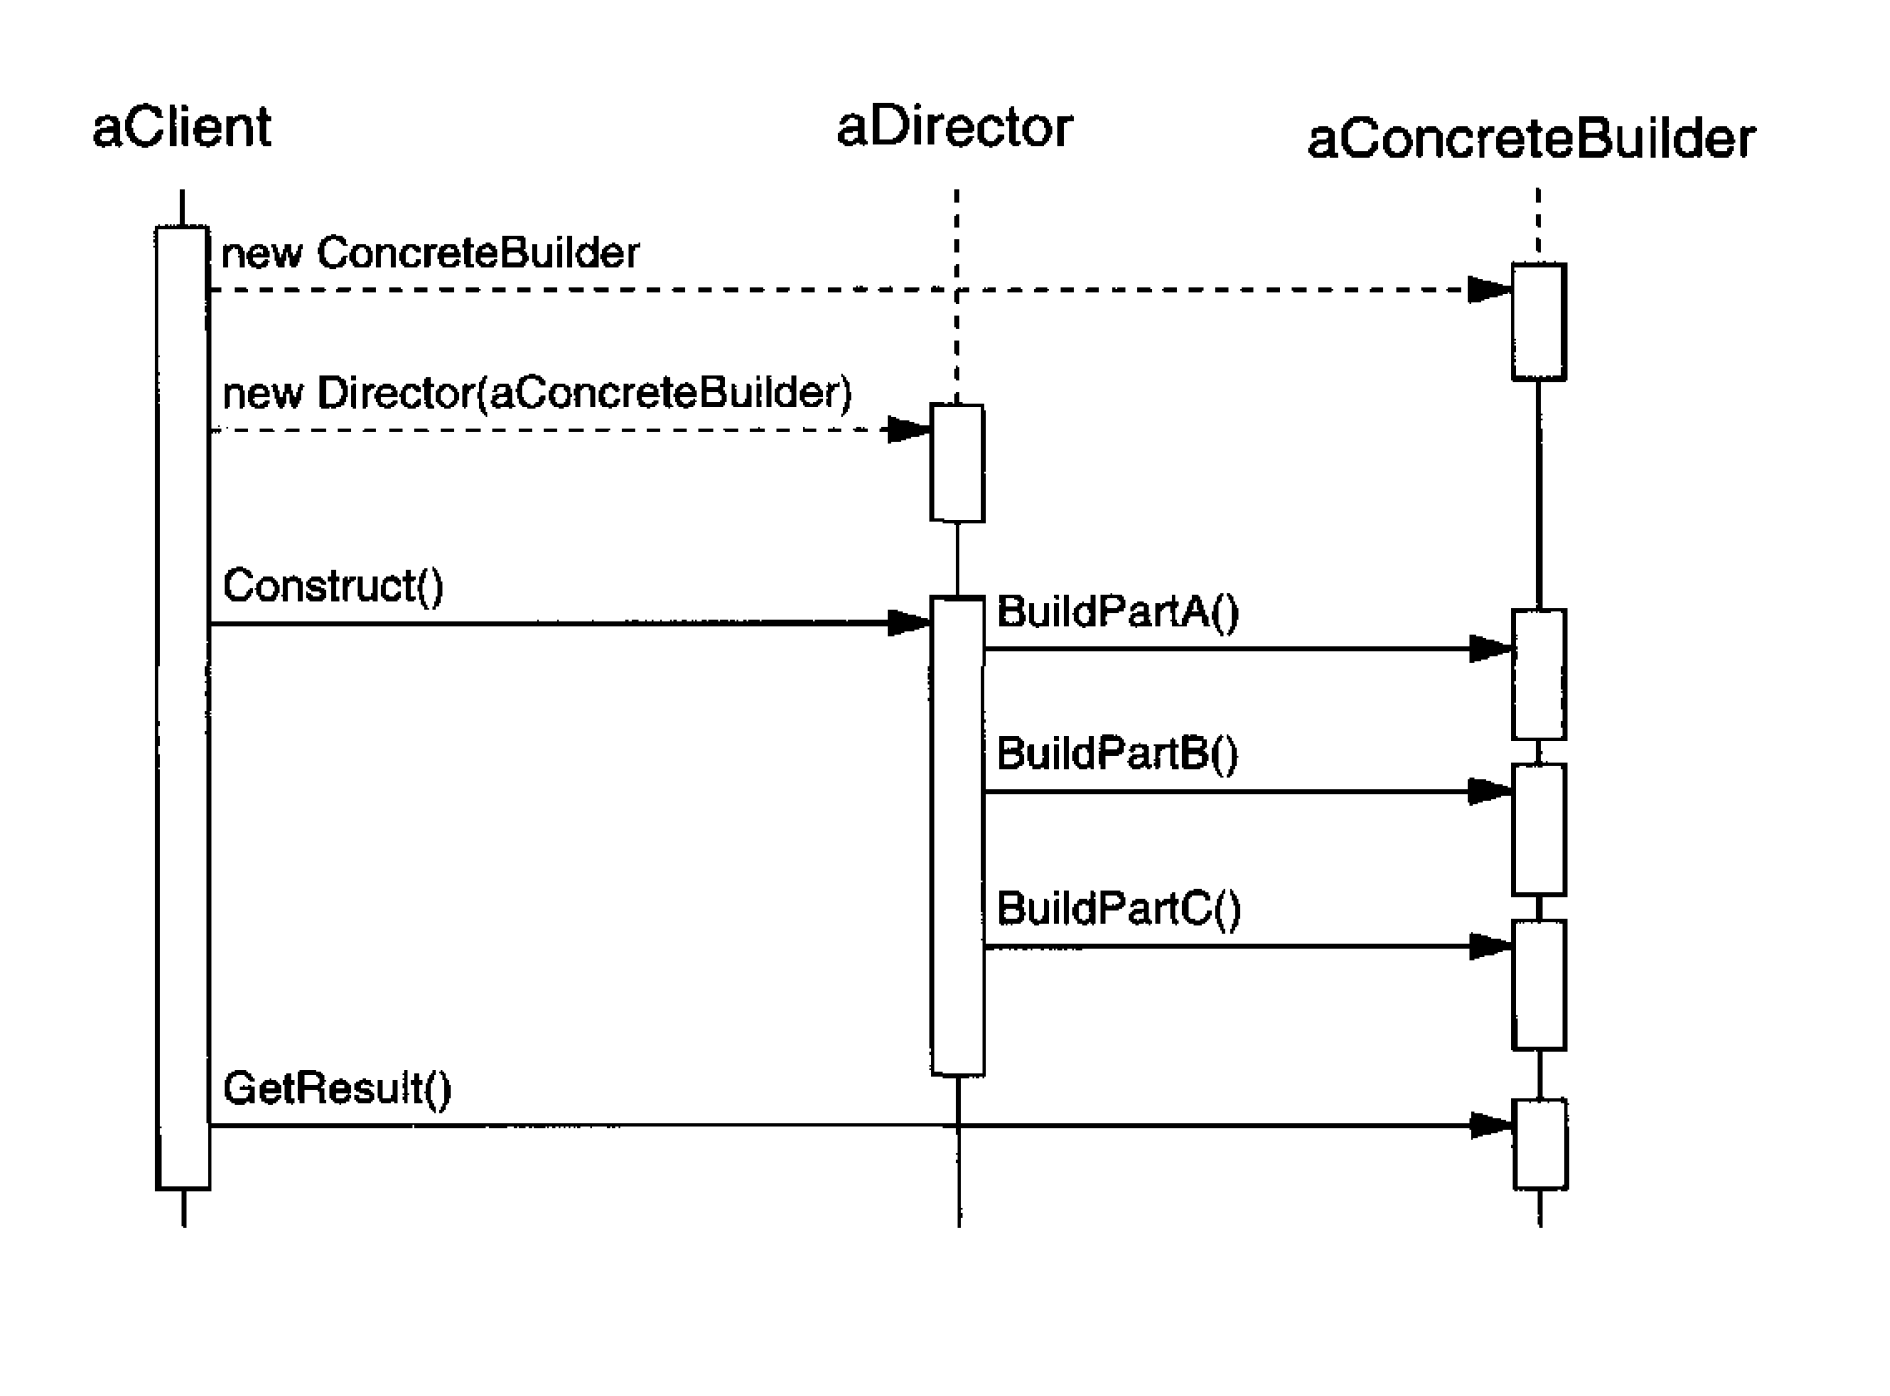 aClient
aDirector
aConcreteBuilder
new ConcreteBuilder
new Director(aConcreteBuilder)
Construct()
BuildPartA()
BuildPartB()
BuildPartC()
GetResult()